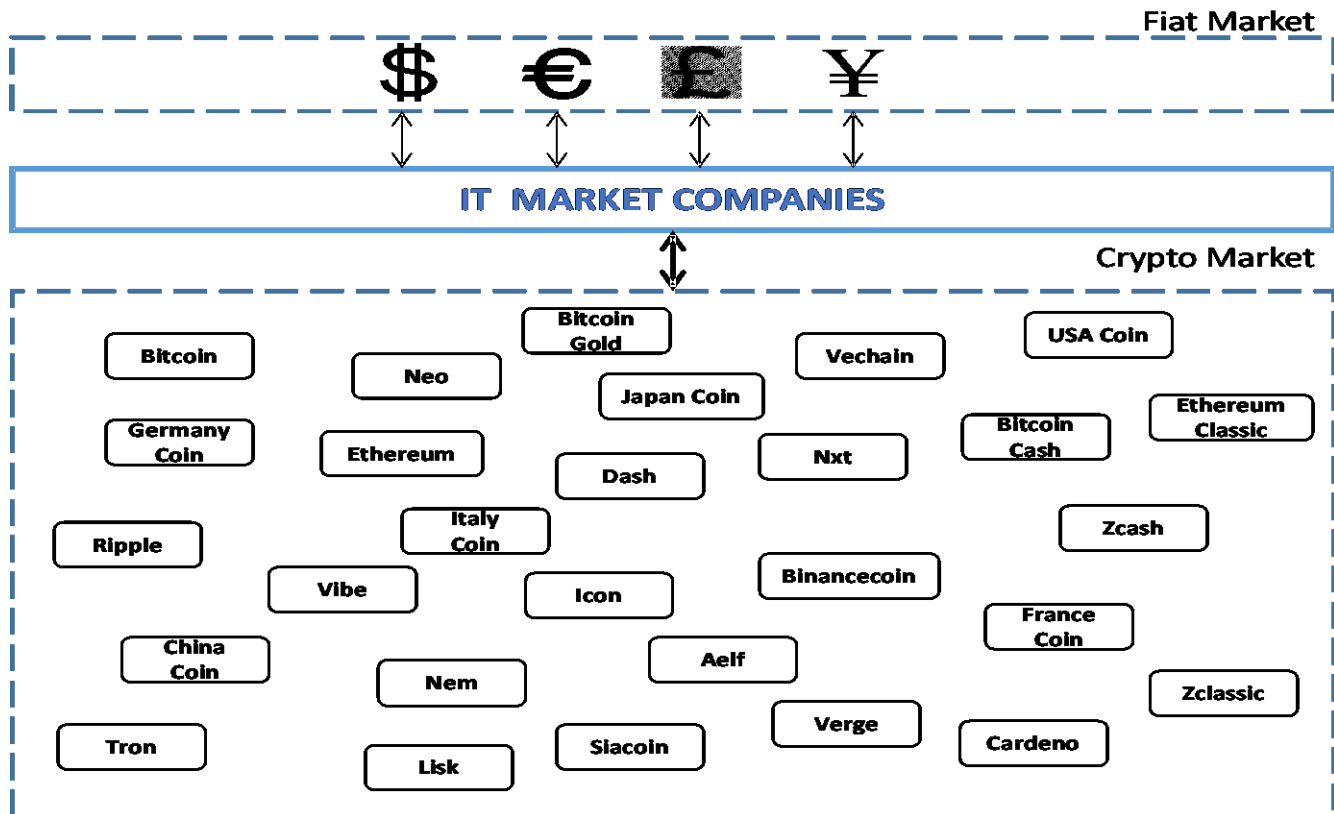 Fiat Market
$ € £ ¥
IT MARKET COMPANIES
Crypto Market
Bitcoin
Gold
USA Coin
Bitcoin
Vechain
Neo
Japan Coin
Ethereum
Classic
Germany
Coin
Bitcoin
Cash
Ethereum
Nxt
Dash
Italy
Coin
Zcash
Ripple
Binancecoin
Vibe
Icon
France
Coin
China
Coin
Aelf
Nem
Zclassic
Verge
Tron
Siacoin
Cardeno
Lisk